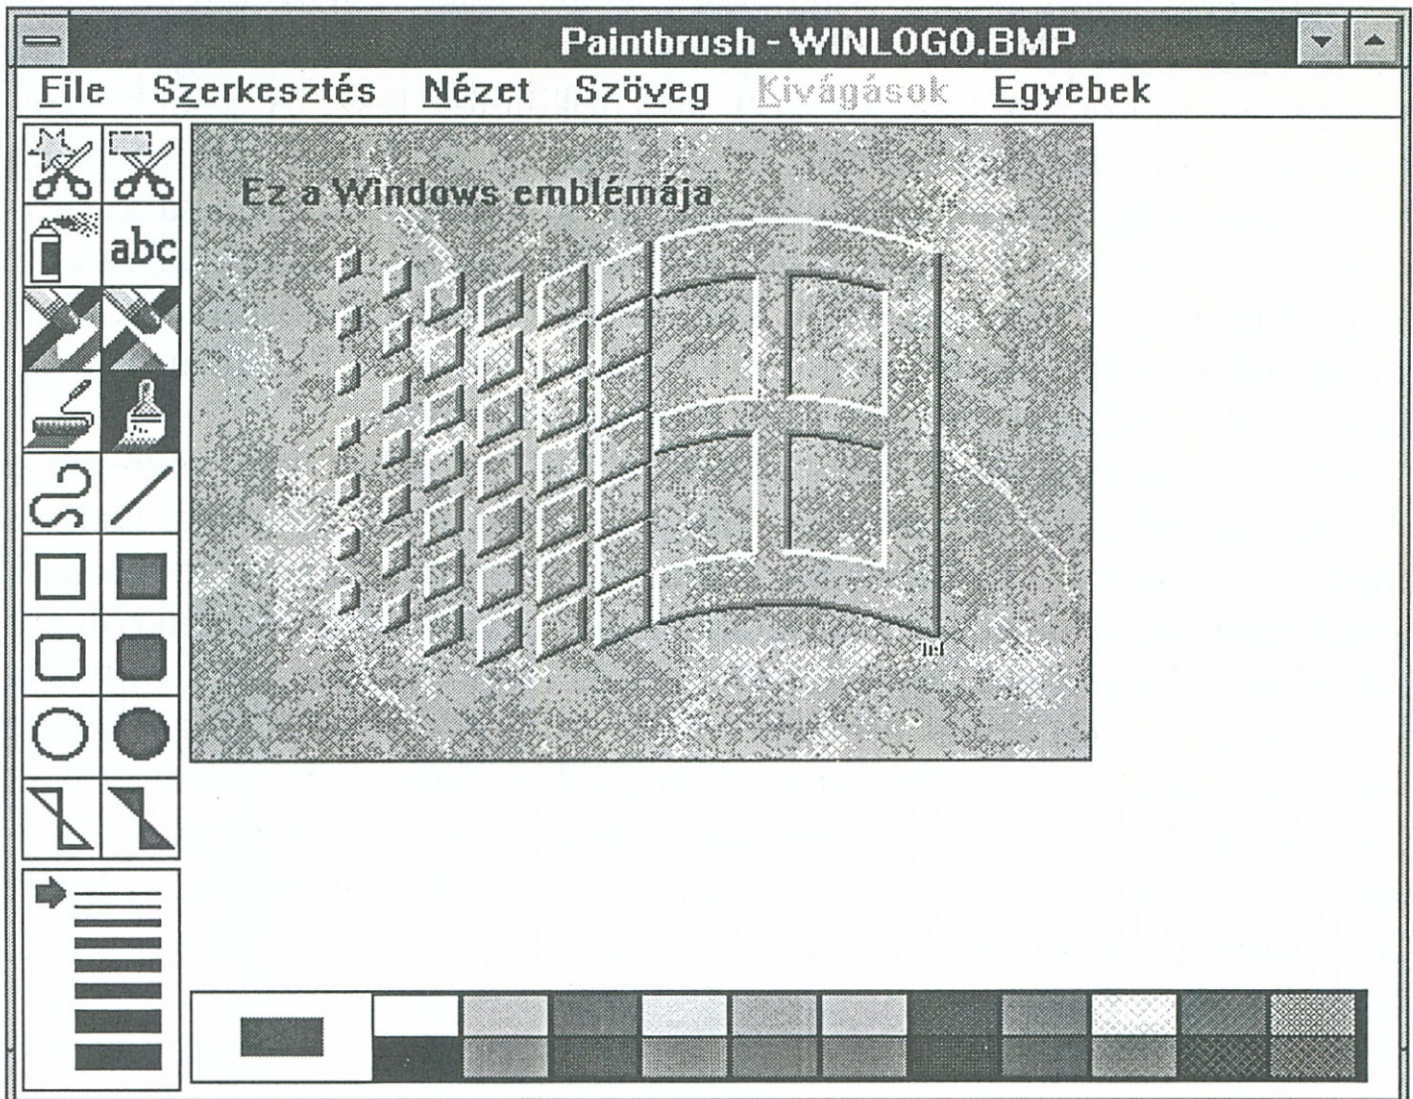 Paintbrush - WINLOGO.BMP
File Szerkesztés Nézet Szöveg Kivágások Egyebek
Ez a Windows emblémája
abc